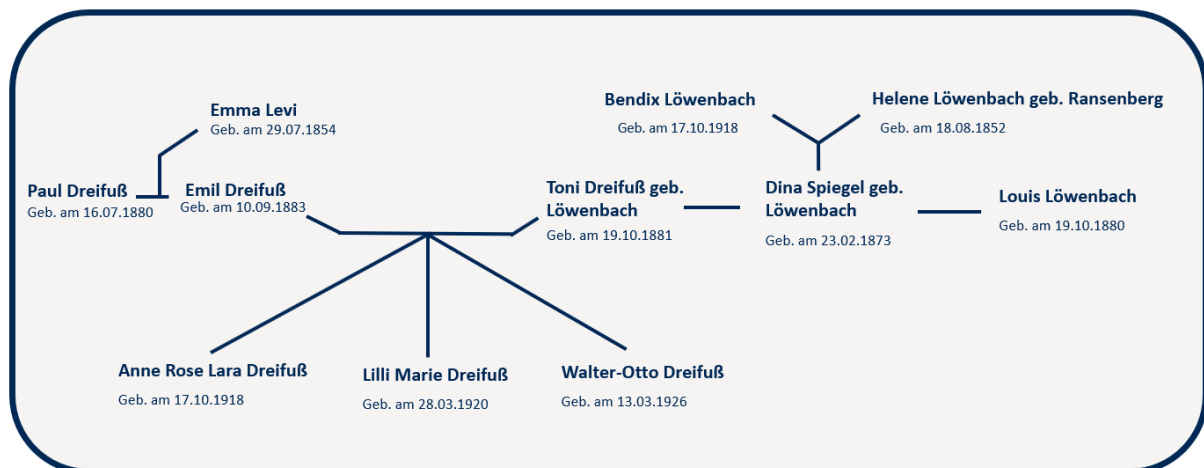 Emma Levi
Geb. am 29.07.1854
Bendix Löwenbach
Geb. am 17.10.1918
Helene Löwenbach geb. Ransenberg
Geb. am 18.08.1852
Paul Dreifuß
Geb. am 16.07.1880
Emil Dreifuß
Geb. am 10.09.1883
Toni Dreifuß geb.
Löwenbach
Geb. am 19.10.1881
Dina Spiegel geb.
Löwenbach
Geb. am 23.02.1873
Louis Löwenbach
Geb. am 19.10.1880
Anne Rose Lara Dreifuß
Geb. am 17.10.1918
Lilli Marie Dreifuß
Geb. am 28.03.1920
Walter-Otto Dreifuß
Geb. am 13.03.1926